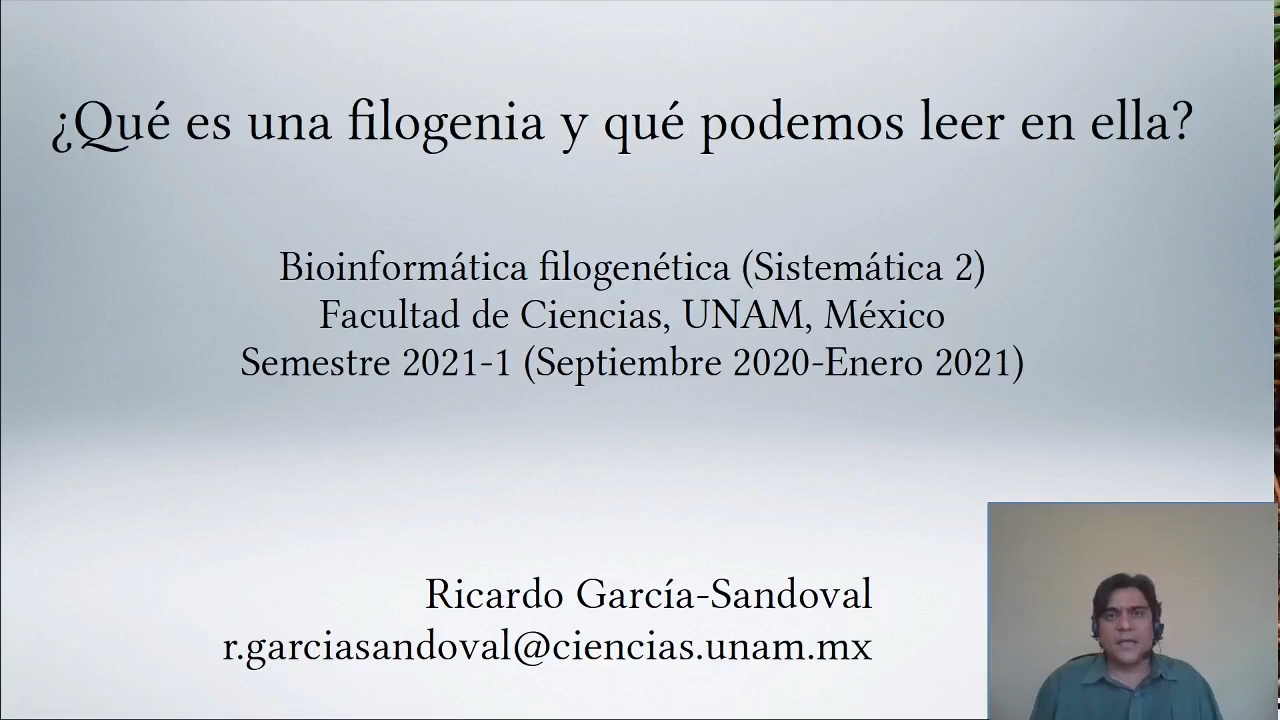 ¿Qué es una filogenia y qué podemos leer en ella?
Bioinformática filogenética (Sistemática 2)
Facultad de Ciencias, UNAM, México
Semestre 2021-1 (Septiembre 2020-Enero 2021)
Ricardo García-Sandoval
r.garciasandoval@ciencias.unam.mx